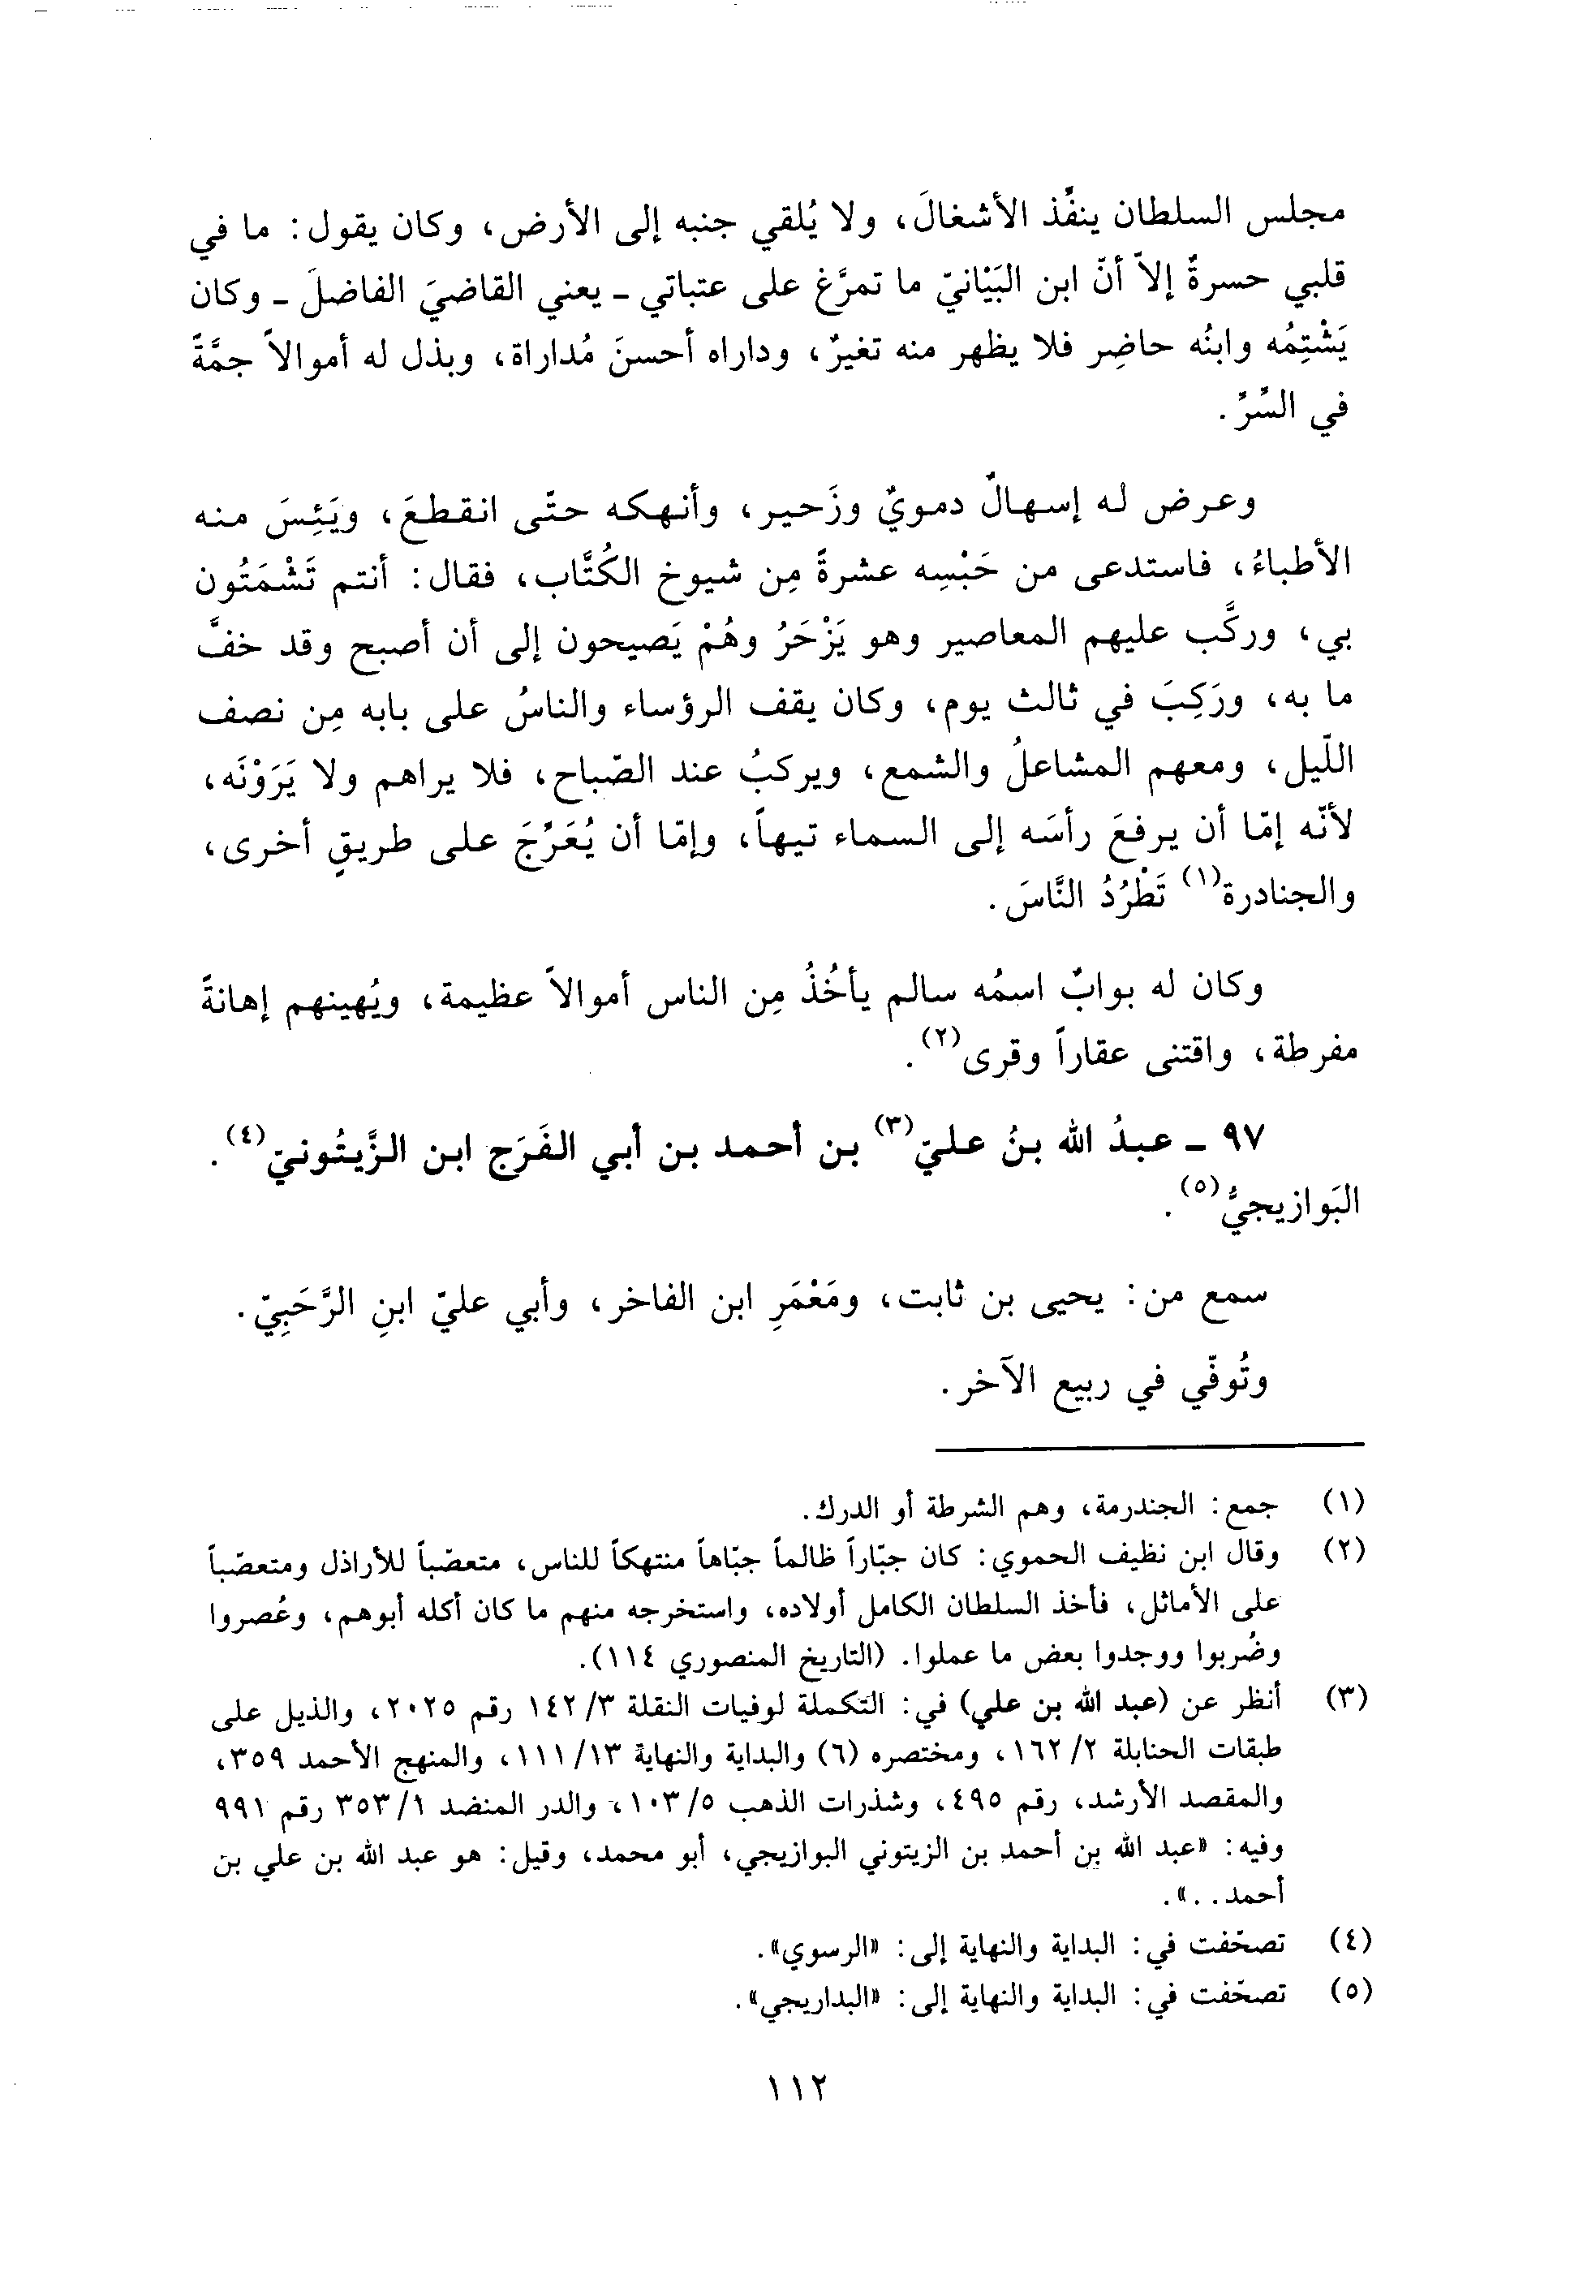 مجلس السلطان ينفِّذ الأشغالَ، ولا يُلقي جنبه إلى الأرض، وكان يقول: ما في
قلبي حسرةٌ إلاّ أنّ ابن البَيْانيّ ما تمرَّغ على عتباتي ـ يعني القاضيَ الفاضلَ ـ وكان
يَشْتِمُه وابنُه حاضِر فلا يظهر منه تغيرٌ، وداراه أحسنَ مُداراة، وبذل له أموالاً جمَّةً
في السِّرِّ.
وعرض له إسهالٌ دمويٌ وزَحير، وأنهكه حتّى انقطعَ، ويَئِسَ منه
الأطباءُ، فاستدعى من حَبْسِه عشرةً مِن شيوخ الكُتَّاب، فقال: أنتم تَشْمَتُون
بي، وركَّب عليهم المعاصير وهو يَزْحَرُ وهُمْ يَصيحون إلى أن أصبح وقد خفَّ
ما به، ورَكِبَ في ثالث يوم، وكان يقف الرؤساء والناسُ على بابه مِن نصف
اللّيل، ومعهم المشاعلُ والشمع، ويركبُ عند الصّباح، فلا يراهم ولا يَرَوْنَه،
لأنّه إمّا أن يرفعَ رأسَه إلى السماء تيهاً، وإمّا أن يُعَرِّجَ على طريقٍ أخرى،
والجنادرة(١) تَطْرُدُ النَّاسَ.
وكان له بوابٌ اسمُه سالم يأخُذُ مِن الناس أموالاً عظيمة، ويُهينهم إهانةً
مفرطة، واقتنى عقاراً وقرى(٢).
٩٧ ـ عبدُ الله بنُ عليّ(٣) بن أحمد بن أبي الفَرَج ابن الزَّيتُونيّ(٤).
البَوازيجيُّ(٥).
سمع من: يحيى بن ثابت، ومَعْمَرِ ابن الفاخر، وأبي عليّ ابنِ الرَّحَبِيّ.
وتُوفّي في ربيع الآخر.
(١) جمع: الجندرمة، وهم الشرطة أو الدرك.
(٢) وقال ابن نظيف الحموي: كان جبّاراً ظالماً جبّاهاً منتهكاً للناس، متعصّباً للأراذل ومتعصّباً
على الأماثل، فأخذ السلطان الكامل أولاده، واستخرجه منهم ما كان أكله أبوهم، وعُصروا
وضُربوا ووجدوا بعض ما عملوا. (التاريخ المنصوري ١١٤).
(٣) أنظر عن (عبد الله بن علي) في: التكملة لوفيات النقلة ٣/ ١٤٢ رقم ٢٠٢٥، والذيل على
طبقات الحنابلة ٢/ ١٦٢، ومختصره (٦) والبداية والنهاية ١٣/ ١١١، والمنهج الأحمد ٣٥٩،
والمقصد الأرشد، رقم ٤٩٥، وشذرات الذهب ٥/ ١٠٣، والدر المنضد ١/ ٣٥٣ رقم ٩٩١
وفيه: «عبد الله بن أحمد بن الزيتوني البوازيجي، أبو محمد، وقيل: هو عبد الله بن علي بن
أحمد..».
(٤) تصحّفت في: البداية والنهاية إلى: «الرسوي».
(٥) تصحّفت في: البداية والنهاية إلى: «البداريجي».
١١٢